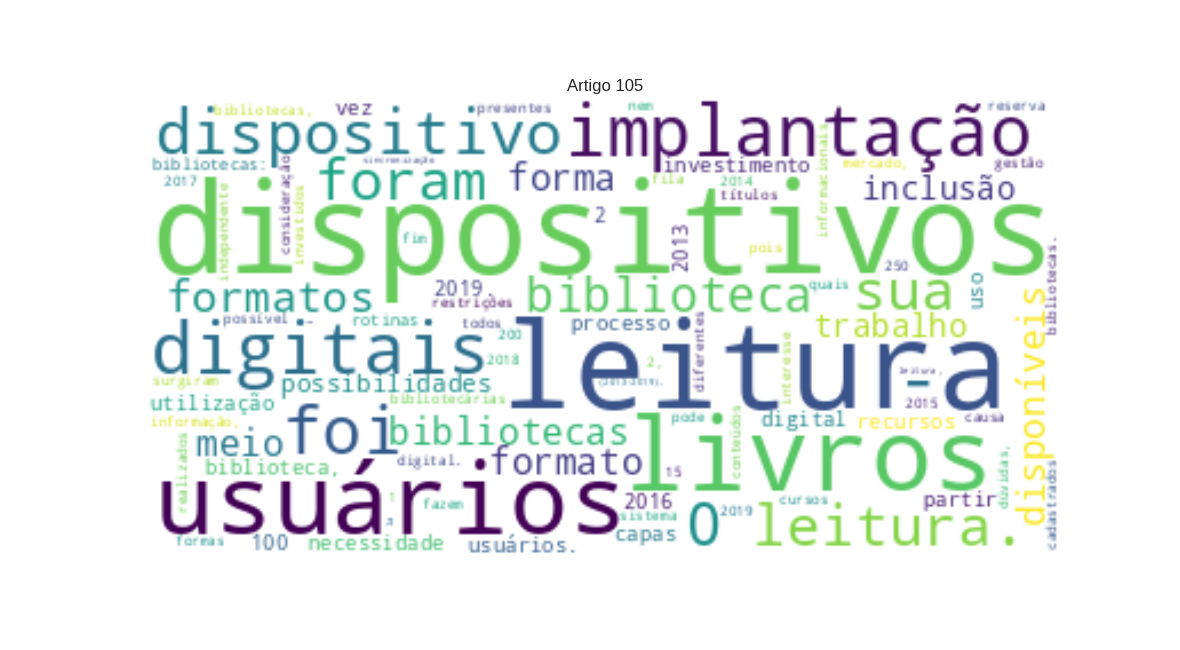 Artigo 105
bibliotecas, vez presentes nem reserva
dispositivo implantação
bibliotecas: sincronização investimento mercado, gestão
2017 foram forma fila 2014 títulos inclusão
independente consideração investidos 2 informacionais
dispositivos
fim 2013 pois 250 bibliotecas.
formatos 2019. restrições biblioteca quais sua uso
possível rotinas todos processo trabalho
digitais 200 leitura disponíveis
2018 2, diferentes interesse leitura, -
surgiram possibilidades (2013-2019).
utilização bibliotecárias 2015
informação, foi pode digital recursos causa
meio bibliotecas livros conteúdos
realizados biblioteca, digital. formato 15 dúvidas,
usuários 2016 cursos partir
fazem sistema 2019 cadastrados
formas 100 necessidade usuários. capas O leitura.